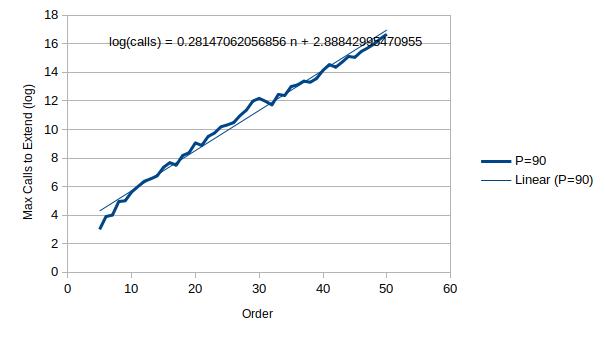 18
16
14
12
10
8
6
4
2
0
Max Calls to Extend (log)
log(calls) = 0.28147062056856 n + 2.88842995470955
0 10 20 30 40 50 60
Order
P=90
Linear (P=90)